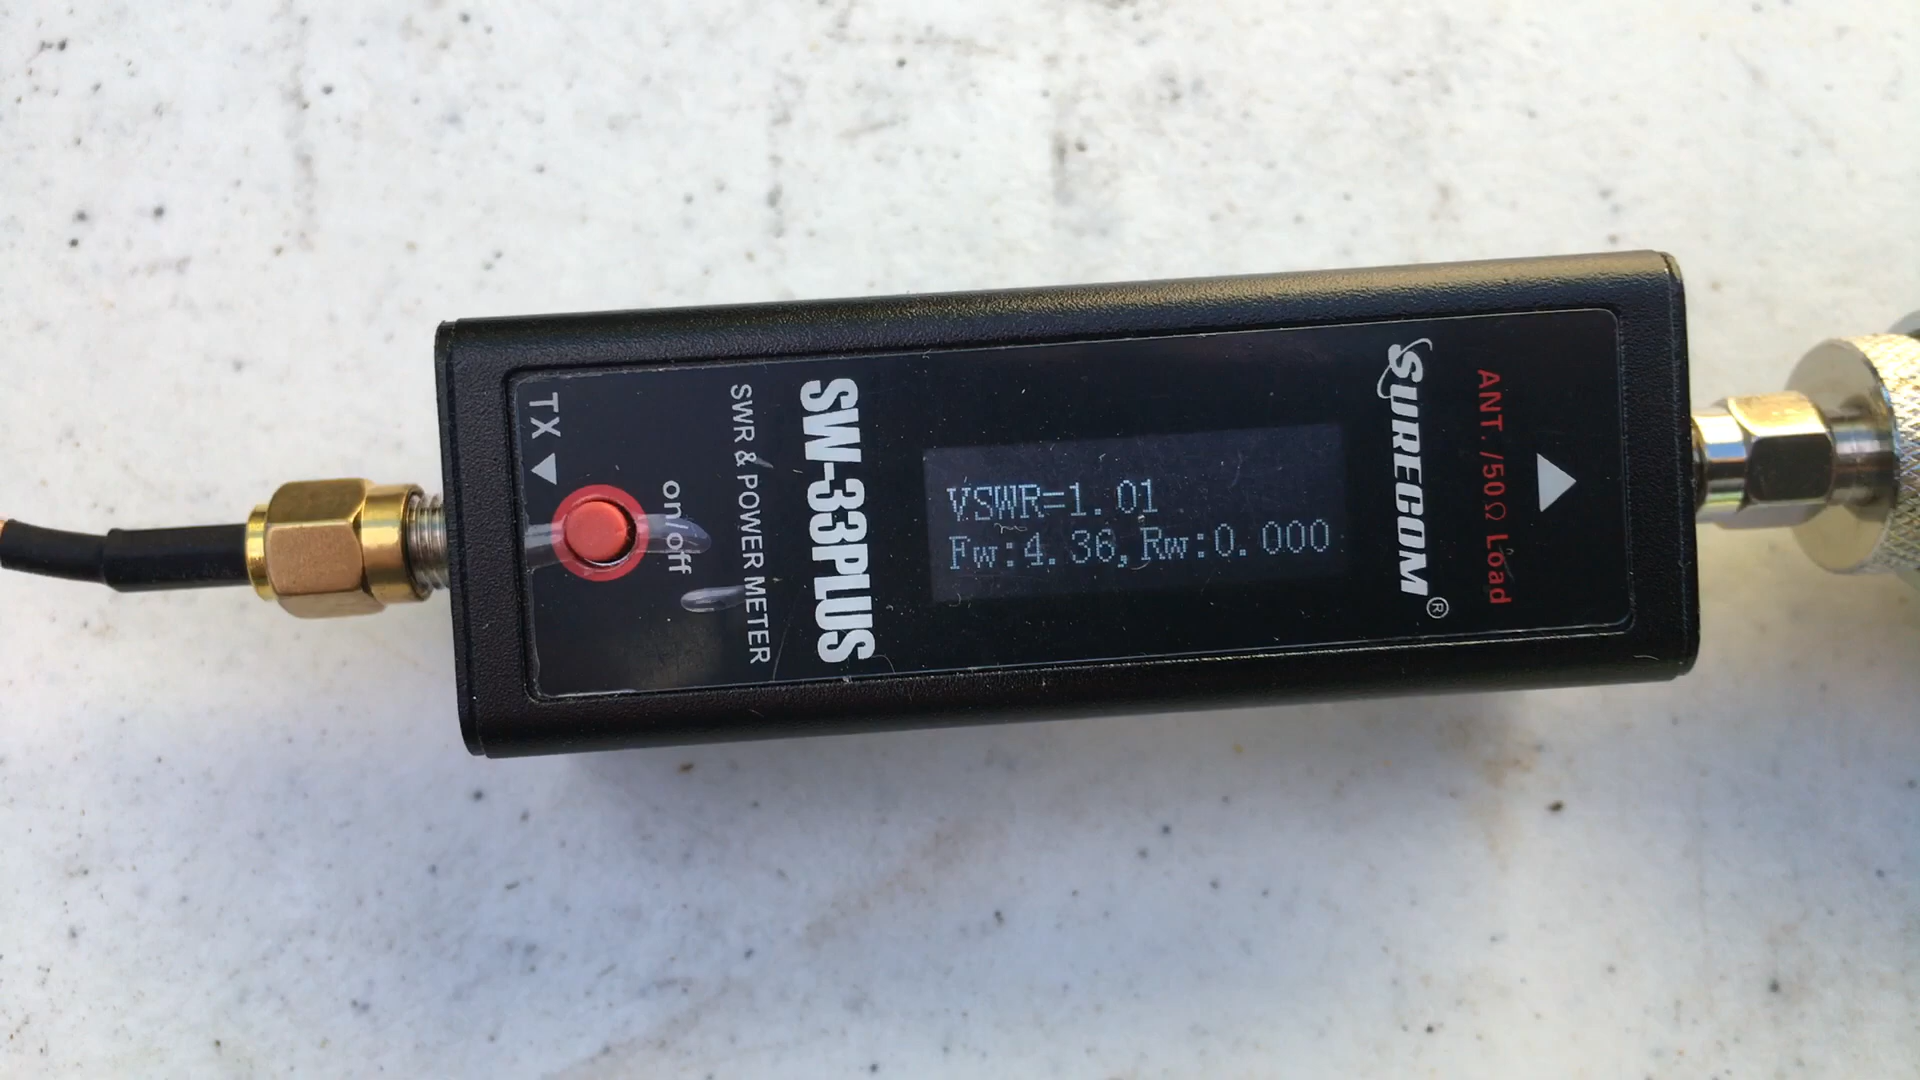 TX
on/off
SWR & POWER METER
SW-33PLUS
VSWR=1.01
Fw:4.36,Rw:0.000
SURECOM®
ANT./50Ω Load